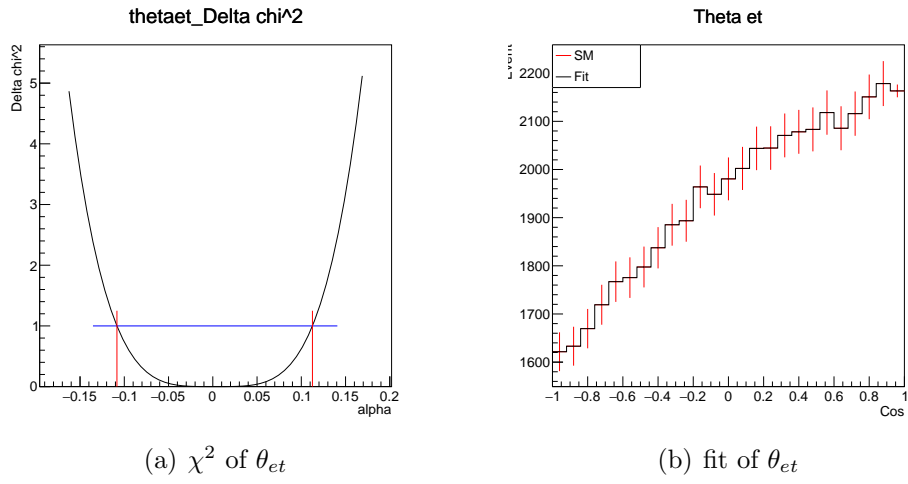 thetaet_Delta chi^2
Delta chi^2
5
4
3
2
1
0
−0.15 −0.1 −0.05 0 0.05 0.1 0.15 0.2
alpha
(a) χ² of θ_et
Theta et
Event
SM
Fit
2200
2100
2000
1900
1800
1700
1600
−1 −0.8 −0.6 −0.4 −0.2 0 0.2 0.4 0.6 0.8 1
Cos
(b) fit of θ_et